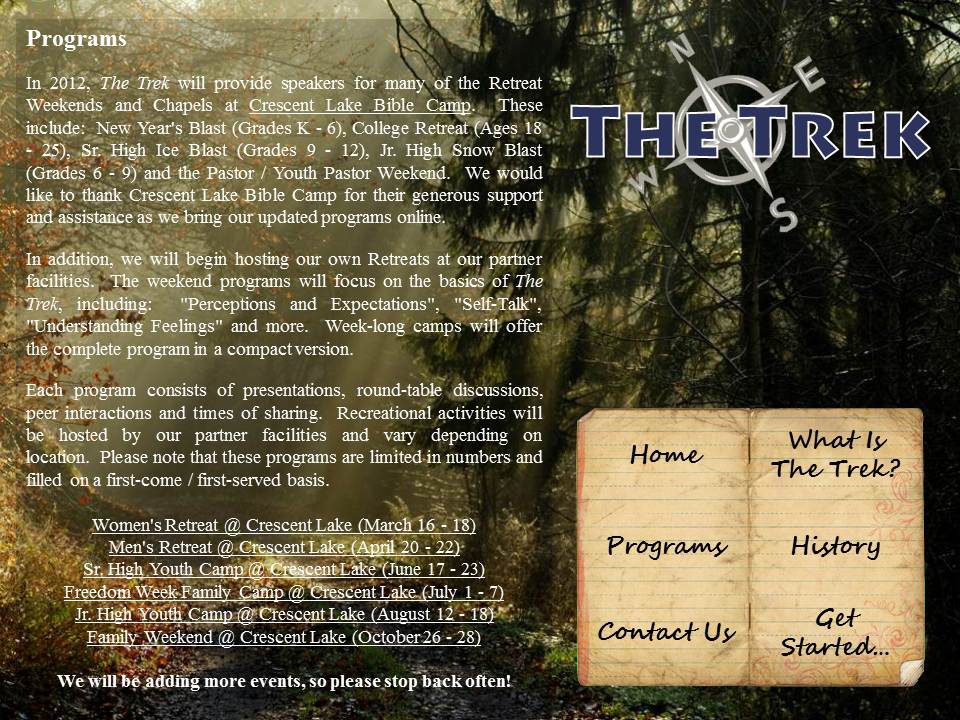 Programs
In 2012, The Trek will provide speakers for many of the Retreat
Weekends and Chapels at Crescent Lake Bible Camp. These
include: New Year's Blast (Grades K - 6), College Retreat (Ages 18
- 25), Sr. High Ice Blast (Grades 9 - 12), Jr. High Snow Blast
(Grades 6 - 9) and the Pastor / Youth Pastor Weekend. We would
like to thank Crescent Lake Bible Camp for their generous support
and assistance as we bring our updated programs online.
In addition, we will begin hosting our own Retreats at our partner
facilities. The weekend programs will focus on the basics of The
Trek, including: "Perceptions and Expectations", "Self-Talk",
"Understanding Feelings" and more. Week-long camps will offer
the complete program in a compact version.
Each program consists of presentations, round-table discussions,
peer interactions and times of sharing. Recreational activities will
be hosted by our partner facilities and vary depending on
location. Please note that these programs are limited in numbers and
filled on a first-come / first-served basis.
Women's Retreat @ Crescent Lake (March 16 - 18)
Men's Retreat @ Crescent Lake (April 20 - 22)
Sr. High Youth Camp @ Crescent Lake (June 17 - 23)
Freedom Week Family Camp @ Crescent Lake (July 1 - 7)
Jr. High Youth Camp @ Crescent Lake (August 12 - 18)
Family Weekend @ Crescent Lake (October 26 - 28)
We will be adding more events, so please stop back often!
N
E
THE TREK
W
S
Home
What Is
The Trek?
Programs
History
Contact Us
Get
Started...